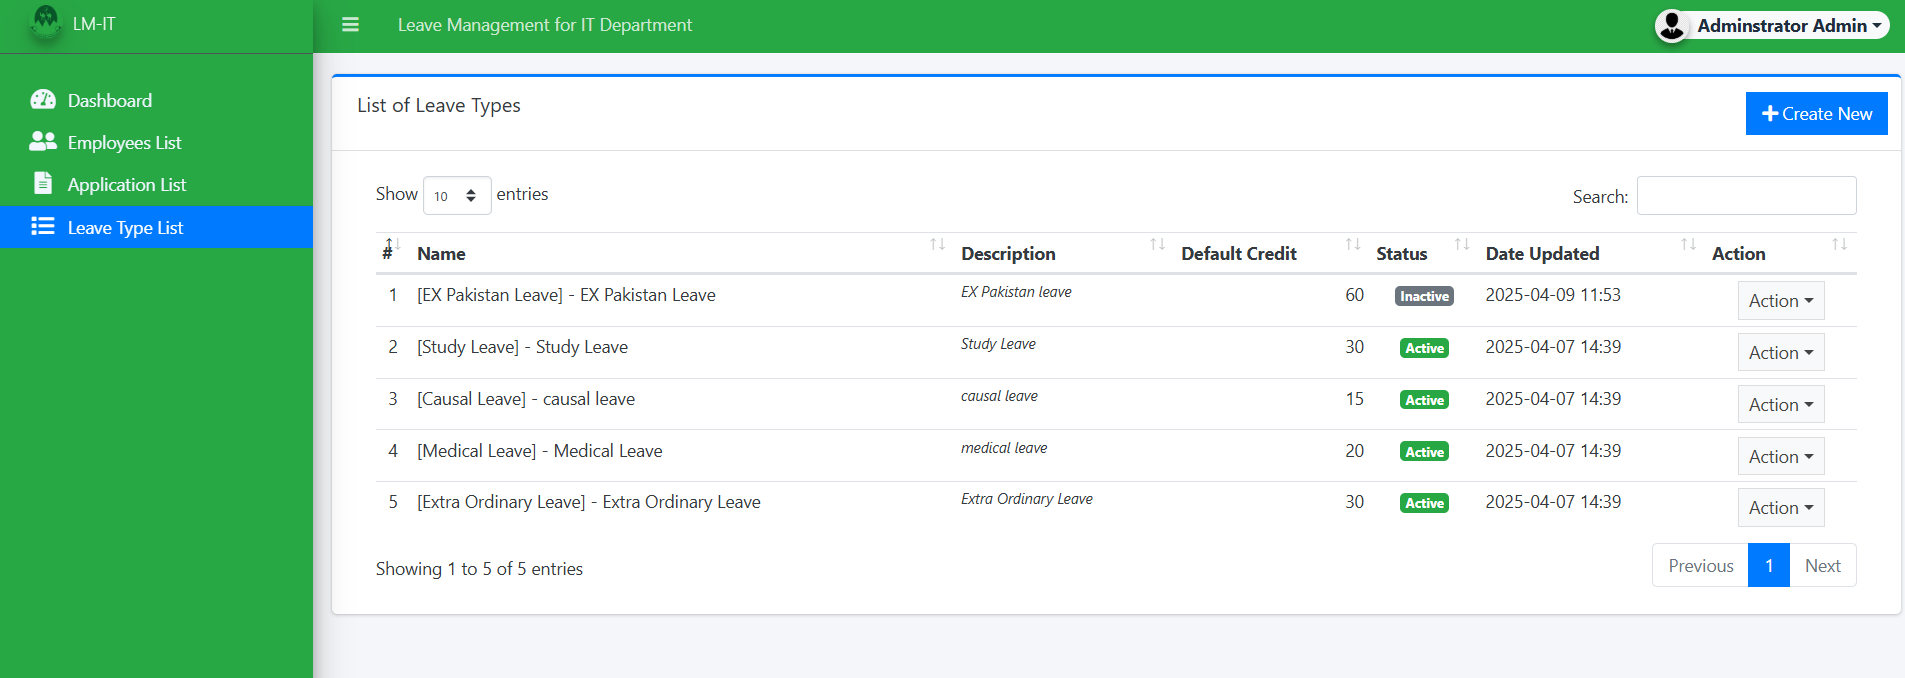 LM-IT
Leave Management for IT Department
Adminstrator Admin
Dashboard
Employees List
Application List
Leave Type List
List of Leave Types
Create New
Show 10 entries
Search:
# Name Description Default Credit Status Date Updated Action
1 [EX Pakistan Leave] - EX Pakistan Leave EX Pakistan leave 60 Inactive 2025-04-09 11:53 Action
2 [Study Leave] - Study Leave Study Leave 30 Active 2025-04-07 14:39 Action
3 [Causal Leave] - causal leave causal leave 15 Active 2025-04-07 14:39 Action
4 [Medical Leave] - Medical Leave medical leave 20 Active 2025-04-07 14:39 Action
5 [Extra Ordinary Leave] - Extra Ordinary Leave Extra Ordinary Leave 30 Active 2025-04-07 14:39 Action
Showing 1 to 5 of 5 entries
Previous 1 Next